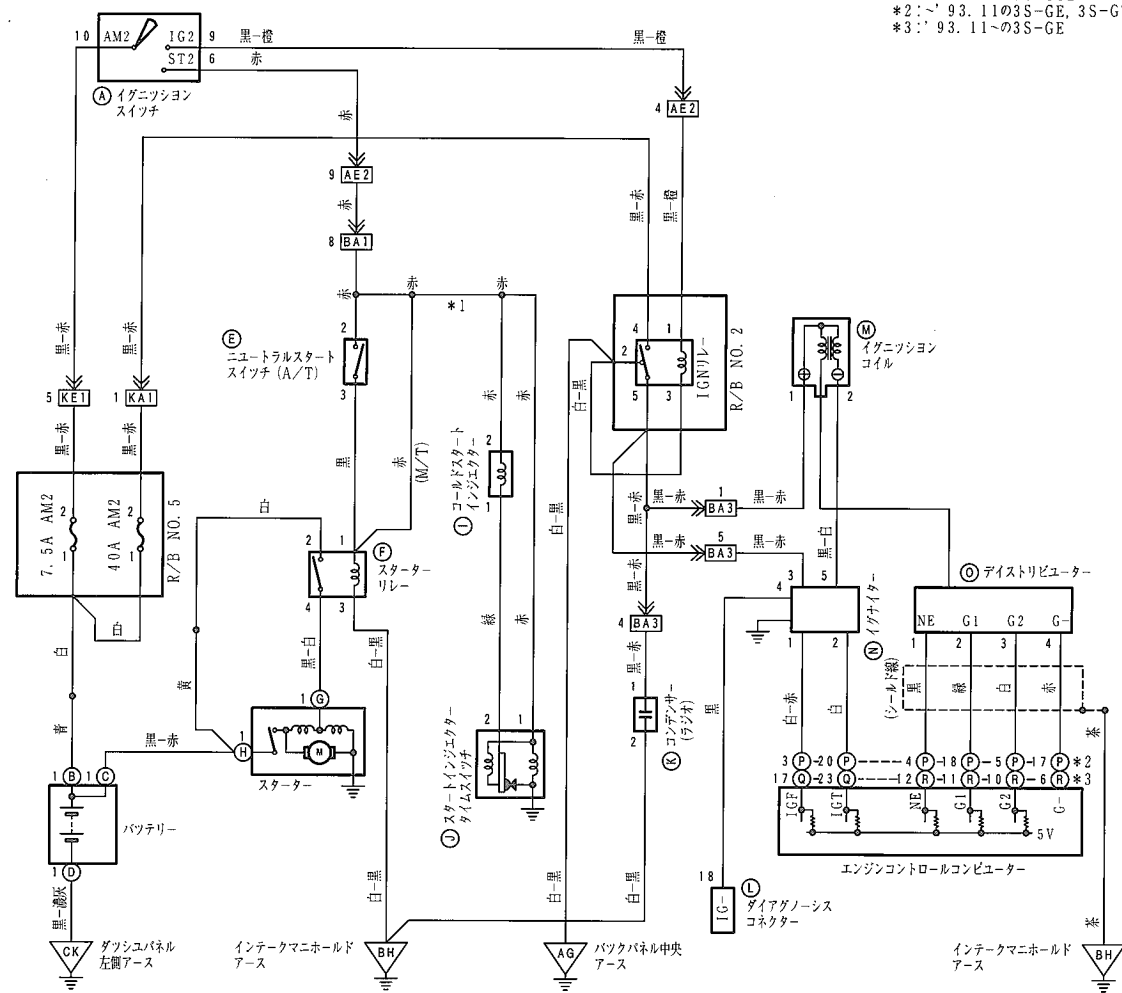 *2:~'93.11の3S-GE, 3S-G
*3:'93.11~の3S-GE
10 AM2 IG2 9 黒-橙 黒-橙
ST2 6 赤
A イグニッション
スイッチ
赤
4 AE2
9 AE2
赤
黒-赤 黒-橙
8 BA1
赤 赤 赤
*1
E
ニュートラルスタート
スイッチ(A/T)
2
3
黒-赤 黒-赤
5 KE1 1 KA1
黒-赤 黒-赤
4 1
2
5 3
IGNリレー
R/B NO. 2
M
イグニッション
コイル
1 2
白-黒
黒
赤
(M/T)
赤 赤
2
1
I コールドスタート
インジェクター
7.5A AM2
2
1
40A AM2
2
1
R/B NO. 5
白
白
白
2 1
4 3
F
スターター
リレー
黒-赤 1 BA3 黒-赤
黒-赤
黒-赤 5 BA3 黒-赤
黒-白
白-黒
3 5
4
1 2
N イグナイター
O ディストリビューター
NE G1 G2 G-
1 2 3 4
黒-赤
4 BA3
黒-赤
緑 赤
黄
黒-白 白-黒
1 G
1
H
M
スターター
青
黒-赤
1 B 1 C
バッテリー
1 D
黒-濃灰
2 1
J スタートインジェクター
タイムスイッチ
1
2
K コンデンサー
(ラジオ)
黒
白-赤 白
(シールド線)
黒 緑 白 赤
茶
3 P 20 P 4 P 18 P 5 P 17 P *2
17 Q 23 Q 12 R 11 R 10 R 6 R *3
IGF IGT NE G1 G2 G-
5V
エンジンコントロールコンピューター
18
IG-
L
ダイアグノーシス
コネクター
白-黒 白-黒 白-黒
茶
CK
ダッシュパネル
左側アース
インテークマニホールド
アース
BH
AG
バックパネル中央
アース
インテークマニホールド
アース
BH